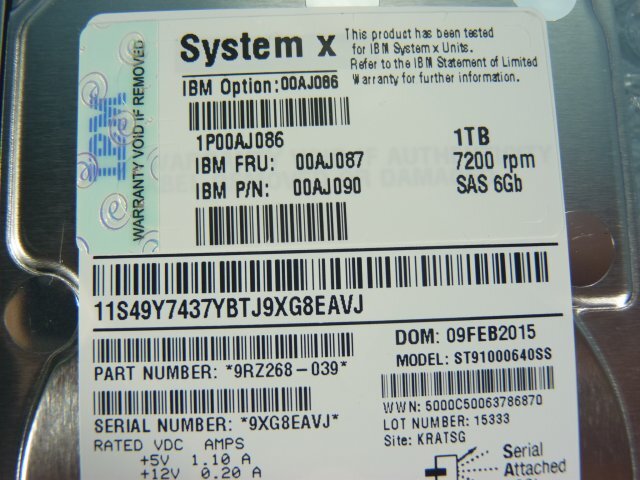 System x
This product has been tested
for IBM System x Units.
Refer to the IBM Statement of Limited
Warranty for further information.
IBM
WARRANTY VOID IF REMOVED
IBM Option:00AJ086
1P00AJ086
IBM FRU: 00AJ087
IBM P/N: 00AJ090
1TB
7200 rpm
SAS 6Gb
11S49Y7437YBTJ9XG8EAVJ
DOM: 09FEB2015
MODEL: ST91000640SS
PART NUMBER: *9RZ268-039*
WWN: 5000C50063786870
LOT NUMBER: 15333
Site: KRATSG
SERIAL NUMBER: *9XG8EAVJ*
RATED VDC AMPS
+5V 1.10 A
+12V 0.20 A
Serial
Attached